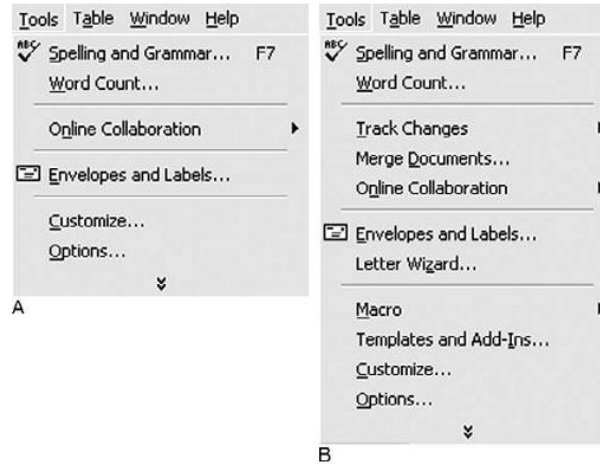 Tools Table Window Help
ABC Spelling and Grammar... F7
Word Count...
Online Collaboration
Envelopes and Labels...
Customize...
Options...
A
Tools Table Window Help
ABC Spelling and Grammar... F7
Word Count...
Track Changes
Merge Documents...
Online Collaboration
Envelopes and Labels...
Letter Wizard...
Macro
Templates and Add-Ins...
Customize...
Options...
B